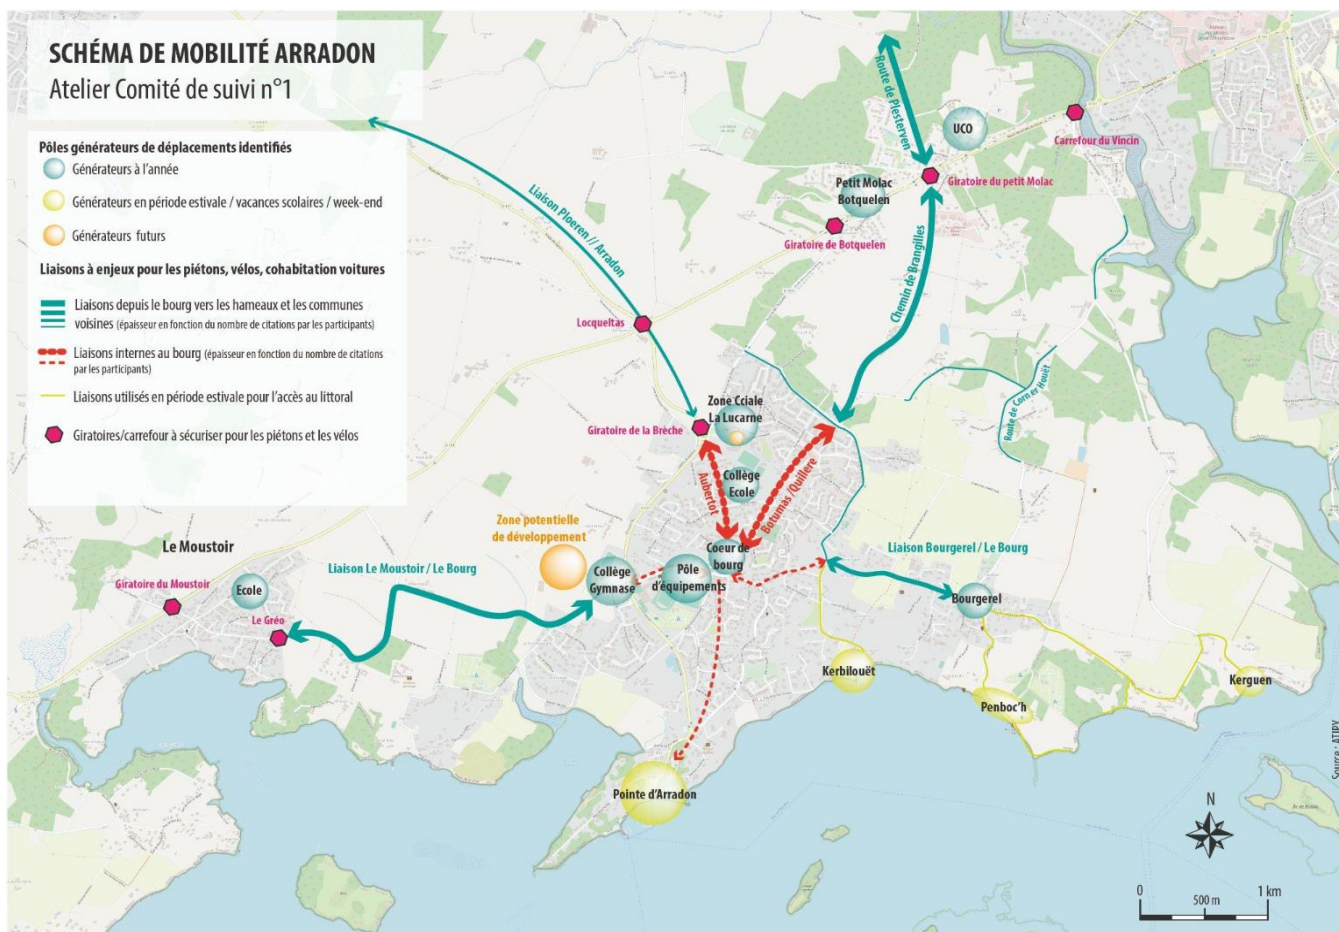 SCHÉMA DE MOBILITÉ ARRADON
Atelier Comité de suivi n°1
Pôles générateurs de déplacements identifiés
Générateurs à l'année
Générateurs en période estivale / vacances scolaires / week-end
Générateurs futurs
Liaisons à enjeux pour les piétons, vélos, cohabitation voitures
Liaisons depuis le bourg vers les hameaux et les communes
voisines (épaisseur en fonction du nombre de citations par les participants)
Liaisons internes au bourg (épaisseur en fonction du nombre de citations
par les participants)
Liaisons utilisés en période estivale pour l'accès au littoral
Giratoires/carrefour à sécuriser pour les piétons et les vélos
Route de Plesterven
UCO
Carrefour du Vincin
Petit Molac
Botquelen
Giratoire du petit Molac
Giratoire de Botquelen
Liaison Ploeren // Arradon
Chemin de Brangilles
Locqueltas
Route de Corn er Houët
Zone Cciale
La Lucarne
Giratoire de la Brèche
Collège
Ecole
Aubertot
Botumas /Quillere
Zone potentielle
de développement
Coeur de
bourg
Liaison Bourgerel / Le Bourg
Le Moustoir
Liaison Le Moustoir / Le Bourg
Collège
Gymnase
Pôle
d'équipements
Giratoire du Moustoir
Ecole
Bourgerel
Le Gréo
Kerbilouët
Kerguen
Penboc'h
Pointe d'Arradon
Source : ATIPY
N
0
500 m
1 km